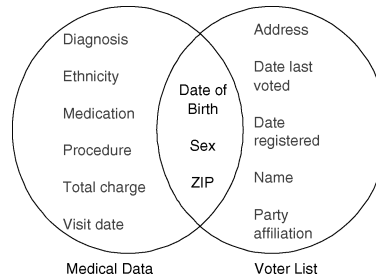 Diagnosis
Ethnicity
Medication
Procedure
Total charge
Visit date
Date of
Birth
Sex
ZIP
Address
Date last
voted
Date
registered
Name
Party
affiliation
Medical Data
Voter List